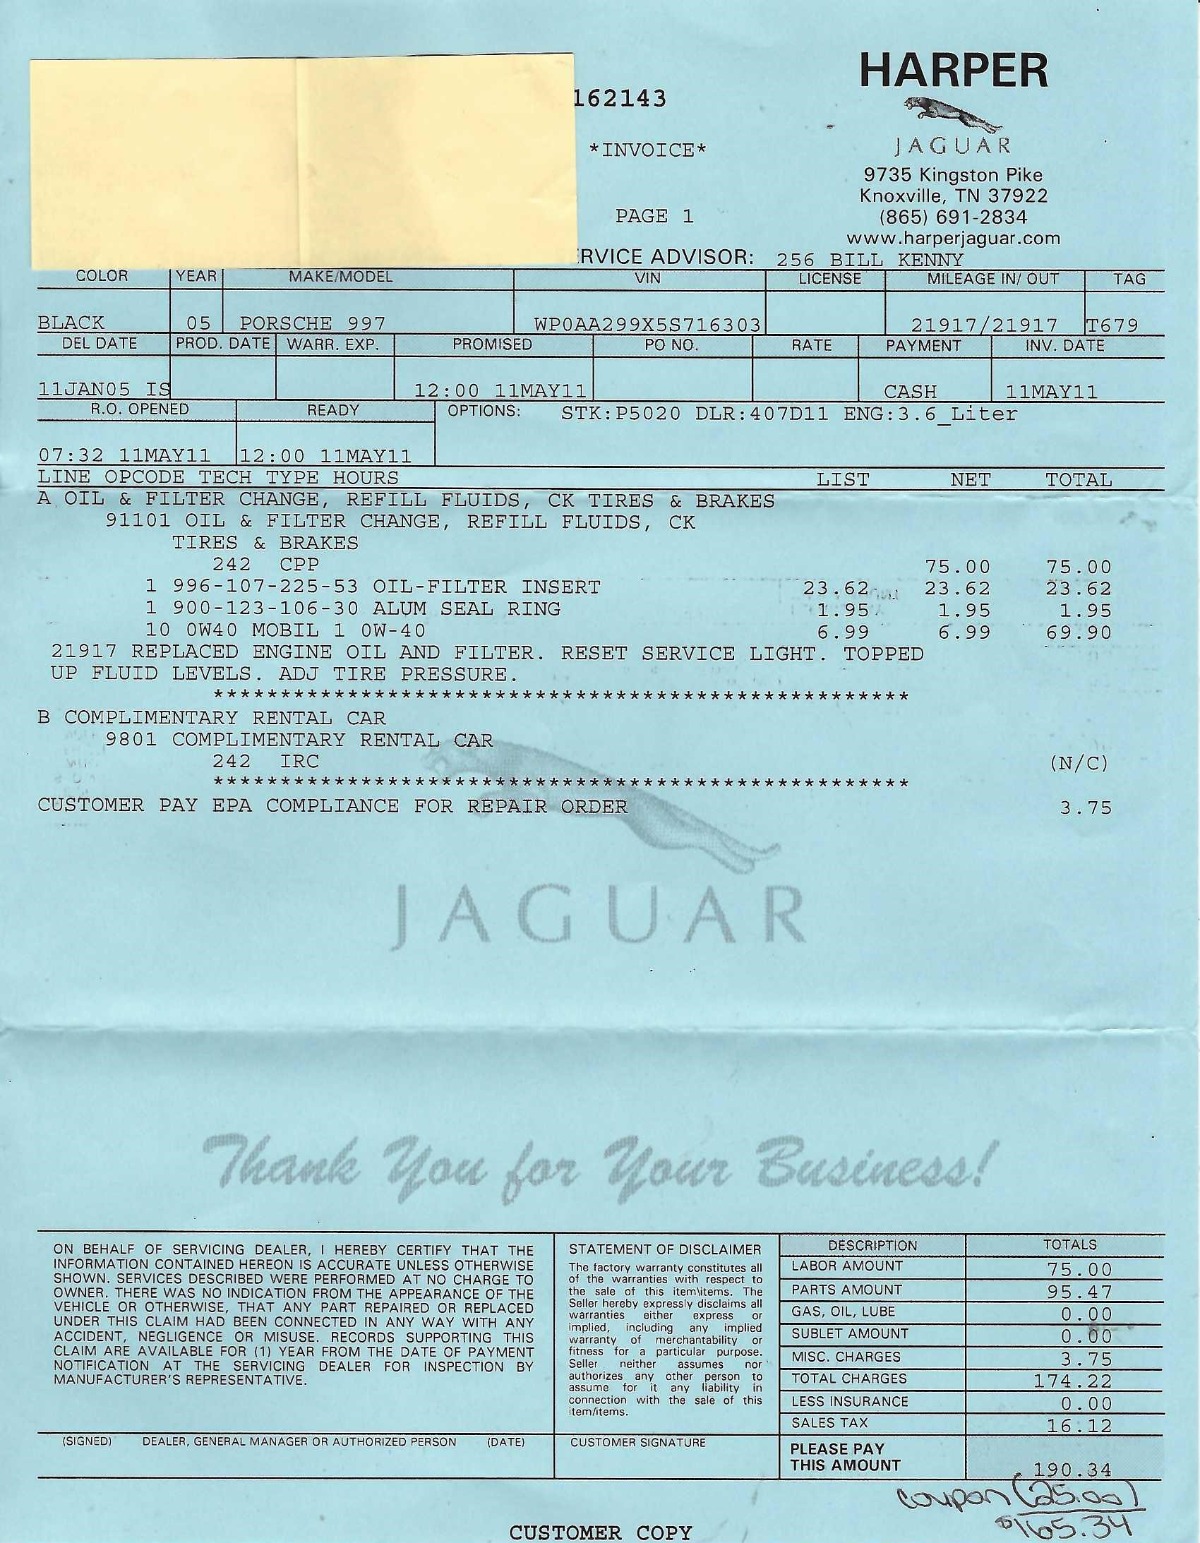 HARPER
JAGUAR
9735 Kingston Pike
Knoxville, TN 37922
(865) 691-2834
www.harperjaguar.com
162143
*INVOICE*
PAGE 1
RVICE ADVISOR: 256 BILL KENNY
COLOR YEAR MAKE/MODEL VIN LICENSE MILEAGE IN/ OUT TAG
BLACK 05 PORSCHE 997 WP0AA299X5S716303 21917/21917 T679
DEL DATE PROD. DATE WARR. EXP. PROMISED PO NO. RATE PAYMENT INV. DATE
11JAN05 IS 12:00 11MAY11 CASH 11MAY11
R.O. OPENED READY OPTIONS: STK:P5020 DLR:407D11 ENG:3.6_Liter
07:32 11MAY11 12:00 11MAY11
LINE OPCODE TECH TYPE HOURS LIST NET TOTAL
A OIL & FILTER CHANGE, REFILL FLUIDS, CK TIRES & BRAKES
91101 OIL & FILTER CHANGE, REFILL FLUIDS, CK
TIRES & BRAKES
242 CPP 75.00 75.00
1 996-107-225-53 OIL-FILTER INSERT 23.62 23.62 23.62
1 900-123-106-30 ALUM SEAL RING 1.95 1.95 1.95
10 0W40 MOBIL 1 0W-40 6.99 6.99 69.90
21917 REPLACED ENGINE OIL AND FILTER. RESET SERVICE LIGHT. TOPPED
UP FLUID LEVELS. ADJ TIRE PRESSURE.
****************************************************
B COMPLIMENTARY RENTAL CAR
9801 COMPLIMENTARY RENTAL CAR
242 IRC (N/C)
****************************************************
CUSTOMER PAY EPA COMPLIANCE FOR REPAIR ORDER 3.75
JAGUAR
Thank You for Your Business!
ON BEHALF OF SERVICING DEALER, I HEREBY CERTIFY THAT THE
INFORMATION CONTAINED HEREON IS ACCURATE UNLESS OTHERWISE
SHOWN. SERVICES DESCRIBED WERE PERFORMED AT NO CHARGE TO
OWNER. THERE WAS NO INDICATION FROM THE APPEARANCE OF THE
VEHICLE OR OTHERWISE, THAT ANY PART REPAIRED OR REPLACED
UNDER THIS CLAIM HAD BEEN CONNECTED IN ANY WAY WITH ANY
ACCIDENT, NEGLIGENCE OR MISUSE. RECORDS SUPPORTING THIS
CLAIM ARE AVAILABLE FOR (1) YEAR FROM THE DATE OF PAYMENT
NOTIFICATION AT THE SERVICING DEALER FOR INSPECTION BY
MANUFACTURER'S REPRESENTATIVE.
(SIGNED) DEALER, GENERAL MANAGER OR AUTHORIZED PERSON (DATE)
STATEMENT OF DISCLAIMER
The factory warranty constitutes all
of the warranties with respect to
the sale of this item\items. The
Seller hereby expressly disclaims all
warranties either express or
implied, including any implied
warranty of merchantability or
fitness for a particular purpose.
Seller neither assumes nor
authorizes any other person to
assume for it any liability in
connection with the sale of this
item/items.
CUSTOMER SIGNATURE
DESCRIPTION TOTALS
LABOR AMOUNT 75.00
PARTS AMOUNT 95.47
GAS, OIL, LUBE 0.00
SUBLET AMOUNT 0.00
MISC. CHARGES 3.75
TOTAL CHARGES 174.22
LESS INSURANCE 0.00
SALES TAX 16.12
PLEASE PAY
THIS AMOUNT 190.34
coupon (25.00)
$165.34
CUSTOMER COPY